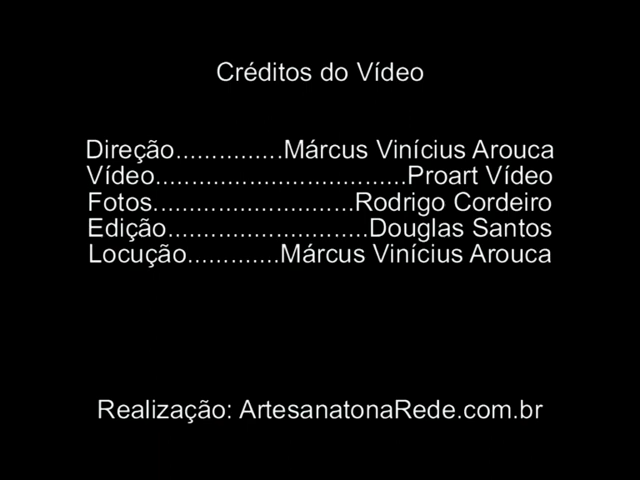 Créditos do Vídeo
Direção...............Márcus Vinícius Arouca
Vídeo...................................Proart Vídeo
Fotos............................Rodrigo Cordeiro
Edição............................Douglas Santos
Locução.............Márcus Vinícius Arouca
Realização: ArtesanatonaRede.com.br